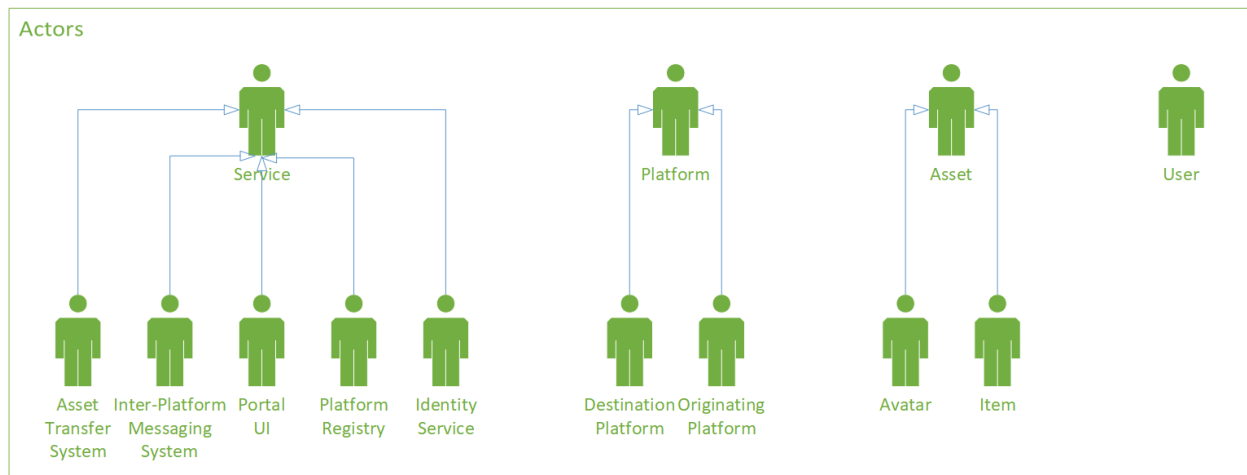 Actors
Service
Platform
Asset
User
Asset
Transfer
System
Inter-Platform
Messaging
System
Portal
UI
Platform
Registry
Identity
Service
Destination
Platform
Originating
Platform
Avatar
Item